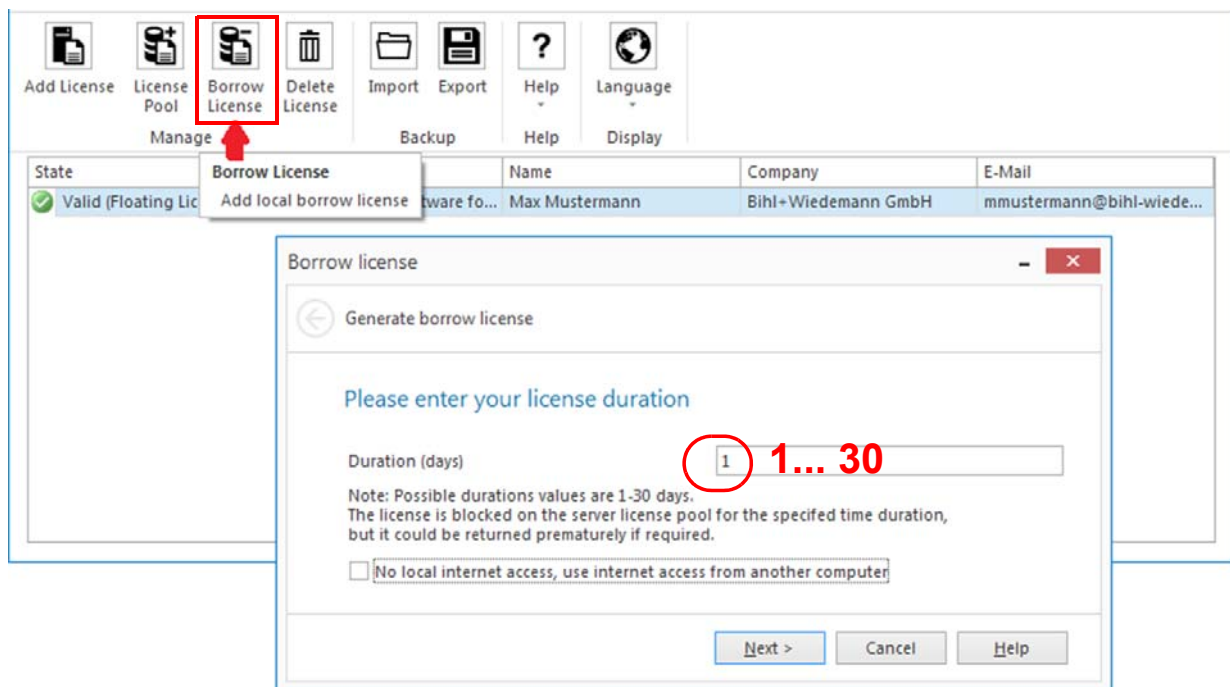 Add License
License Pool
Borrow License
Delete License
Import
Export
?
Help
Language
Manage
Backup
Help
Display
Borrow License
Add local borrow license
State
Name
Company
E-Mail
Valid (Floating Lic
tware fo...
Max Mustermann
Bihl+Wiedemann GmbH
mmustermann@bihl-wiede...
Borrow license
Generate borrow license
Please enter your license duration
Duration (days)
1
1... 30
Note: Possible durations values are 1-30 days.
The license is blocked on the server license pool for the specifed time duration,
but it could be returned prematurely if required.
No local internet access, use internet access from another computer
Next >
Cancel
Help